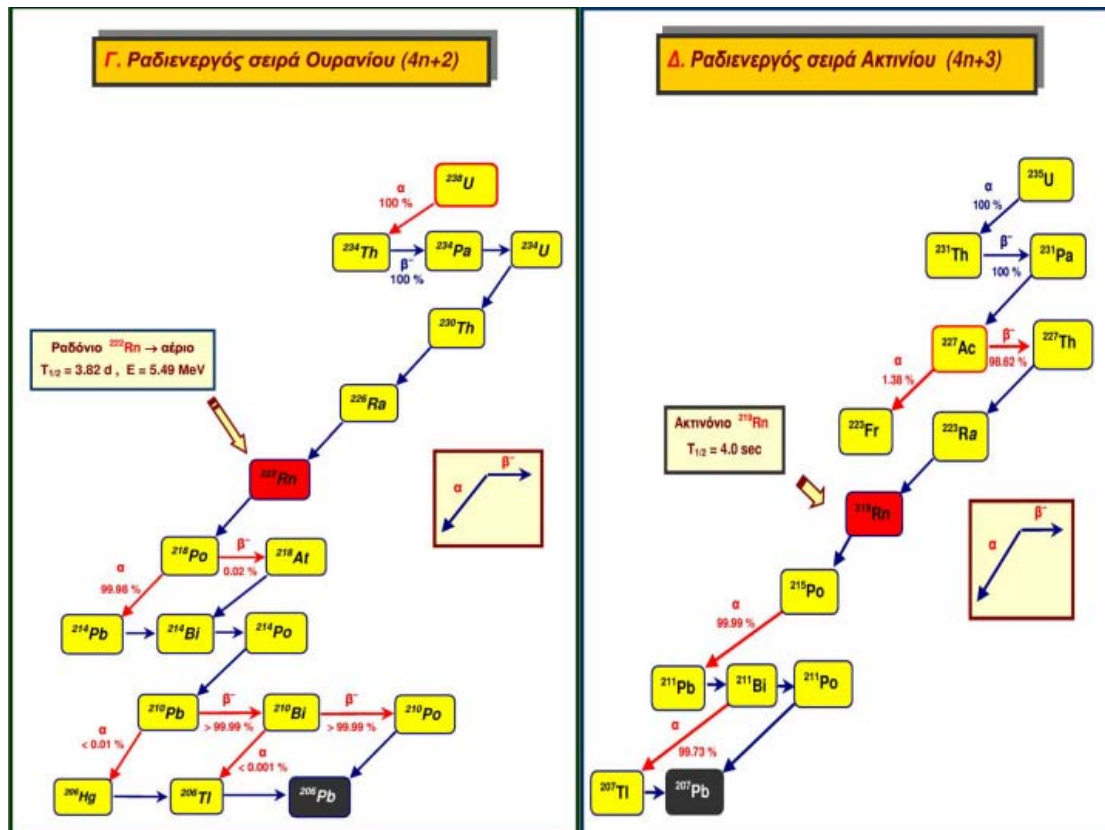 Γ. Ραδιενεργός σειρά Ουρανίου (4n+2)
²³⁸U
α
100 %
²³⁴Th
β⁻
100 %
²³⁴Pa
²³⁴U
²³⁰Th
Ραδόνιο ²²²Rn → αέριο
T₁/₂ = 3.82 d , E = 5.49 MeV
²²⁶Ra
²²²Rn
α
β⁻
²¹⁸Po
β⁻
0.02 %
²¹⁸At
α
99.98 %
²¹⁴Pb
²¹⁴Bi
²¹⁴Po
²¹⁰Pb
β⁻
> 99.99 %
²¹⁰Bi
β⁻
> 99.99 %
²¹⁰Po
α
< 0.01 %
α
< 0.001 %
²⁰⁶Hg
²⁰⁶Tl
²⁰⁶Pb
Δ. Ραδιενεργός σειρά Ακτινίου (4n+3)
²³⁵U
α
100 %
²³¹Th
β⁻
100 %
²³¹Pa
²²⁷Ac
β⁻
98.62 %
²²⁷Th
α
1.38 %
²²³Fr
²²³Ra
Ακτινόνιο ²¹⁹Rn
T₁/₂ = 4.0 sec
²¹⁹Rn
α
β⁻
²¹⁵Po
α
99.99 %
²¹¹Pb
²¹¹Bi
²¹¹Po
α
99.73 %
²⁰⁷Tl
²⁰⁷Pb